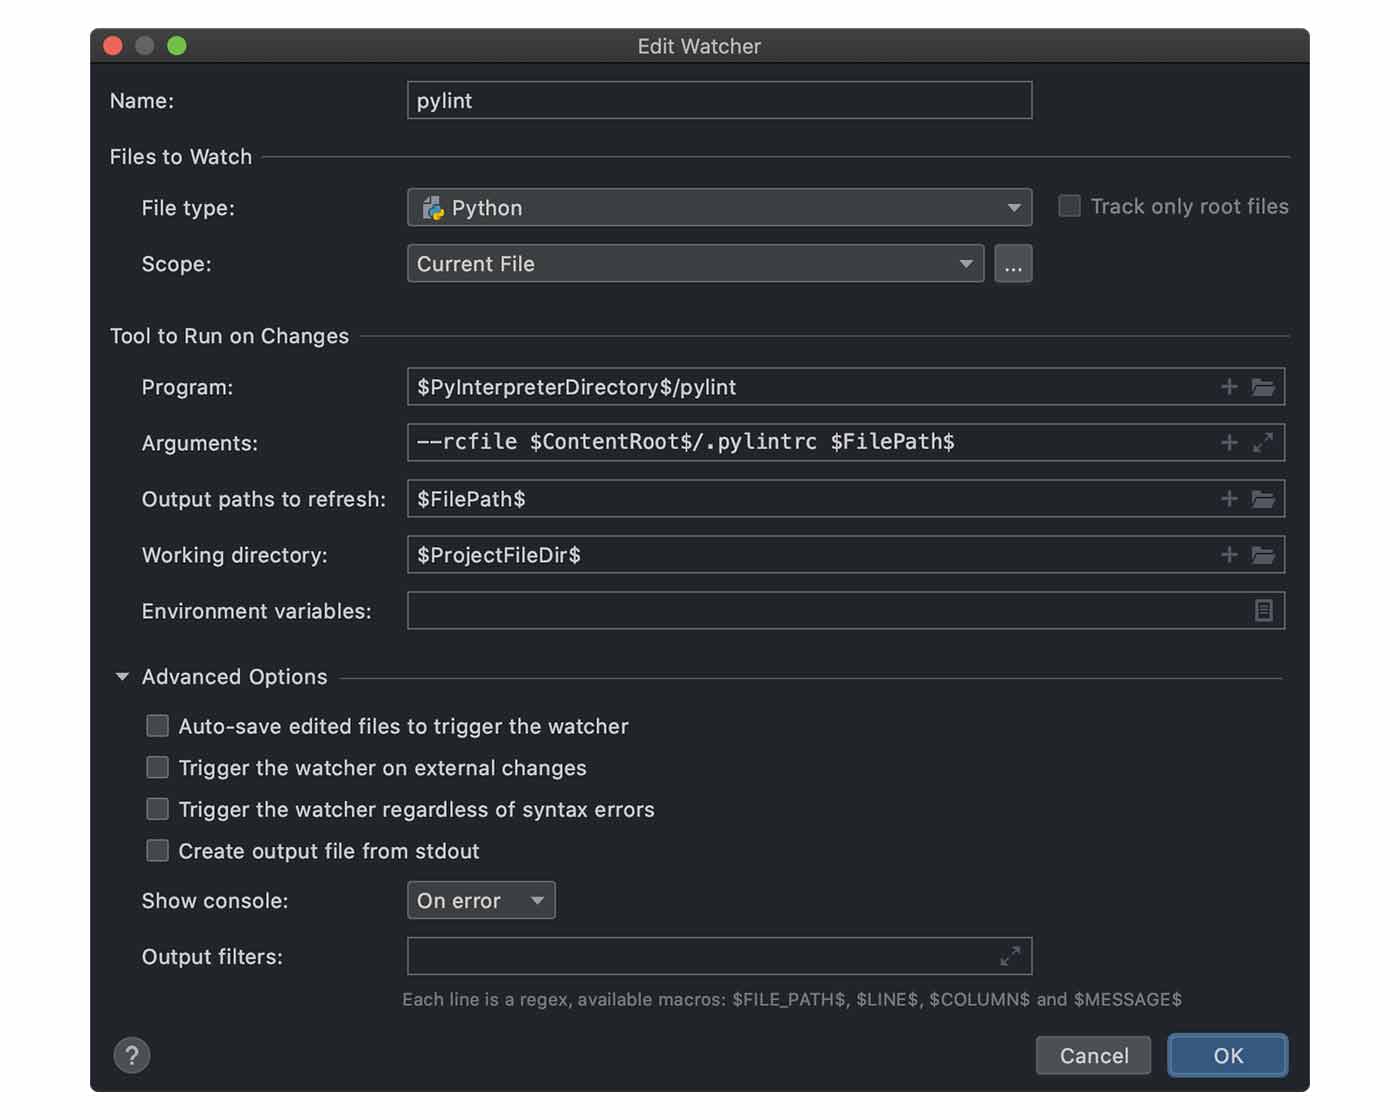 Edit Watcher
Name: pylint
Files to Watch
File type: Python Track only root files
Scope: Current File ...
Tool to Run on Changes
Program: $PyInterpreterDirectory$/pylint
Arguments: --rcfile $ContentRoot$/.pylintrc $FilePath$
Output paths to refresh: $FilePath$
Working directory: $ProjectFileDir$
Environment variables:
Advanced Options
Auto-save edited files to trigger the watcher
Trigger the watcher on external changes
Trigger the watcher regardless of syntax errors
Create output file from stdout
Show console: On error
Output filters:
Each line is a regex, available macros: $FILE_PATH$, $LINE$, $COLUMN$ and $MESSAGE$
? Cancel OK